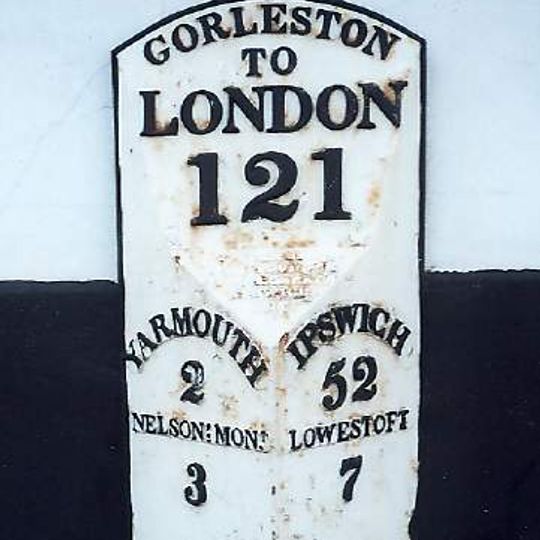 GORLESTON
TO
LONDON
121
YARMOUTH
2
NELSON: MON:
3
IPSWICH
52
LOWESTOFT
7